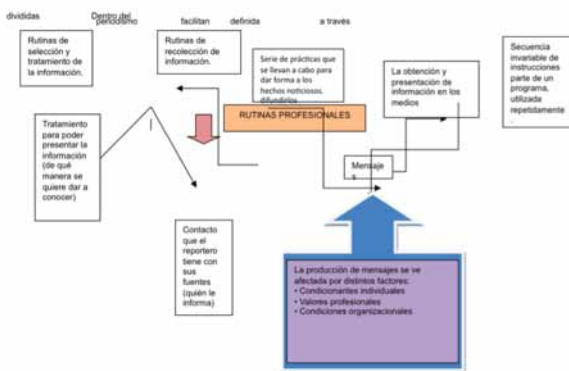 divididas
Dentro del
periodismo
facilitan
definida
a través
Rutinas de
selección y
tratamiento de
la información.
Rutinas de
recolección de
información.
Serie de prácticas que
se llevan a cabo para
dar forma a los
hechos noticiosos.
difundirlos
La obtención y
presentación de
información en los
medios
Secuencia
invariable de
instrucciones
parte de un
programa,
utilizada
repetidamente
.
RUTINAS PROFESIONALES
Tratamiento
para poder
presentar la
información
(de qué
manera se
quiere dar a
conocer)
Mensaje
s
Contacto
que el
reportero
tiene con
sus
fuentes
(quién le
informa)
La producción de mensajes se ve
afectada por distintos factores:
• Condicionantes individuales
• Valores profesionales
• Condiciones organizacionales